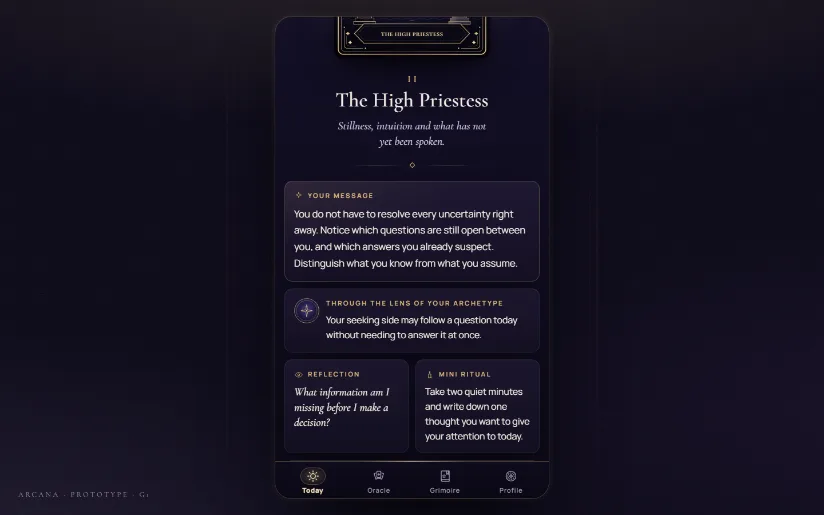 THE HIGH PRIESTESS
II
The High Priestess
Stillness, intuition and what has not
yet been spoken.
YOUR MESSAGE
You do not have to resolve every uncertainty right
away. Notice which questions are still open between
you, and which answers you already suspect.
Distinguish what you know from what you assume.
THROUGH THE LENS OF YOUR ARCHETYPE
Your seeking side may follow a question today
without needing to answer it at once.
REFLECTION
What information am I
missing before I make a
decision?
MINI RITUAL
Take two quiet minutes
and write down one
thought you want to give
your attention to today.
Today
Oracle
Grimoire
Profile
ARCANA · PROTOTYPE ·